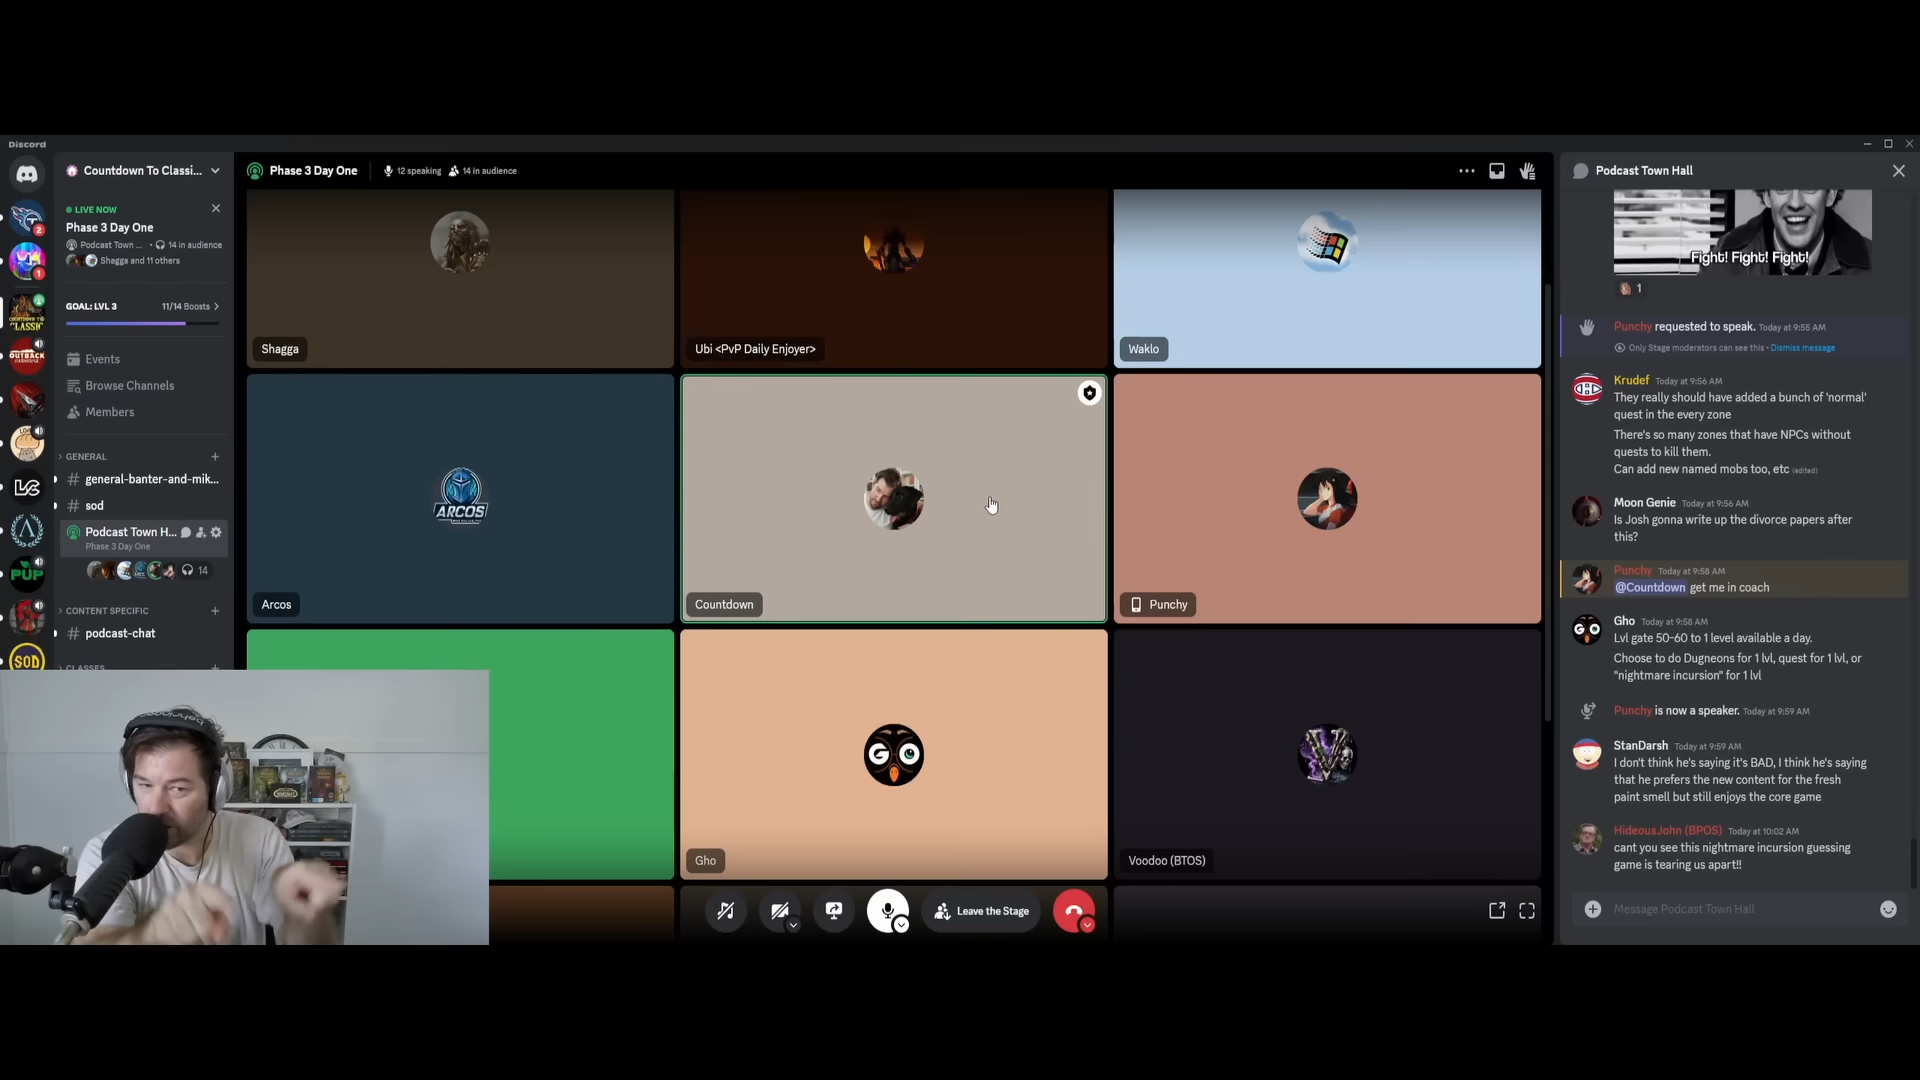 Discord
Countdown To Classi...
LIVE NOW
Phase 3 Day One
Podcast Town ... • 14 in audience
Shagga and 11 others
GOAL: LVL 3 11/14 Boosts
Events
Browse Channels
Members
GENERAL
# general-banter-and-mik...
# sod
Podcast Town H...
Phase 3 Day One
14
CONTENT SPECIFIC
# podcast-chat
CLASSES
2
1
COUNTDOWN TO
CLASSIC
OUTBACK
PUP
SOD
Phase 3 Day One 12 speaking 14 in audience
Shagga
Ubi <PvP Daily Enjoyer>
Waklo
ARCOS
Arcos
Countdown
Punchy
Gho
Voodoo (BTOS)
Leave the Stage
Podcast Town Hall
Fight! Fight! Fight!
1
Punchy requested to speak. Today at 9:55 AM
Only Stage moderators can see this • Dismiss message
Krudef Today at 9:56 AM
They really should have added a bunch of 'normal'
quest in the every zone
There's so many zones that have NPCs without
quests to kill them.
Can add new named mobs too, etc (edited)
Moon Genie Today at 9:56 AM
Is Josh gonna write up the divorce papers after
this?
Punchy Today at 9:58 AM
@Countdown get me in coach
Gho Today at 9:58 AM
Lvl gate 50-60 to 1 level available a day.
Choose to do Dugneons for 1 lvl, quest for 1 lvl, or
"nightmare incursion" for 1 lvl
Punchy is now a speaker. Today at 9:59 AM
StanDarsh Today at 9:59 AM
I don't think he's saying it's BAD, I think he's saying
that he prefers the new content for the fresh
paint smell but still enjoys the core game
HideousJohn (BPOS) Today at 10:02 AM
cant you see this nightmare incursion guessing
game is tearing us apart!!
Message Podcast Town Hall
behringer